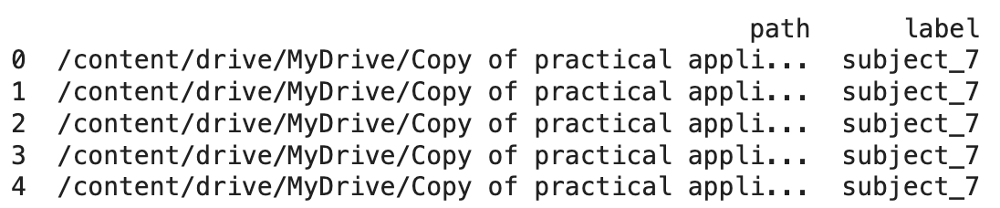 path label
0 /content/drive/MyDrive/Copy of practical appli... subject_7
1 /content/drive/MyDrive/Copy of practical appli... subject_7
2 /content/drive/MyDrive/Copy of practical appli... subject_7
3 /content/drive/MyDrive/Copy of practical appli... subject_7
4 /content/drive/MyDrive/Copy of practical appli... subject_7